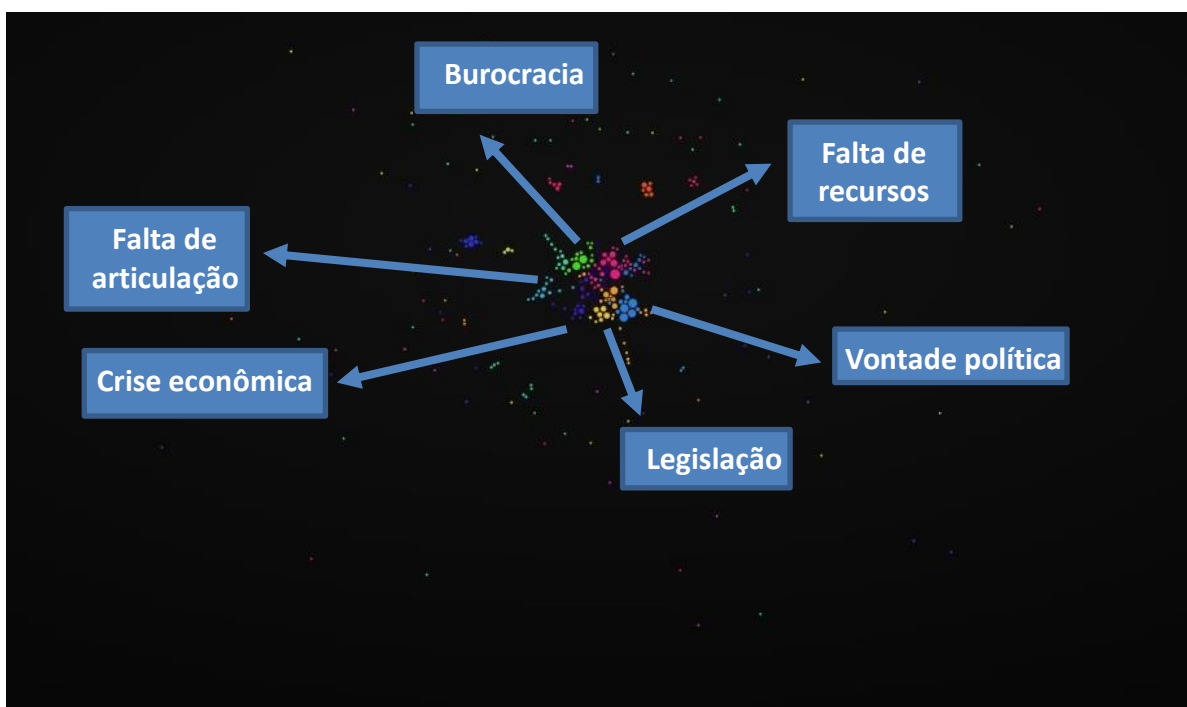 Burocracia
Falta de
recursos
Falta de
articulação
Crise econômica
Vontade política
Legislação